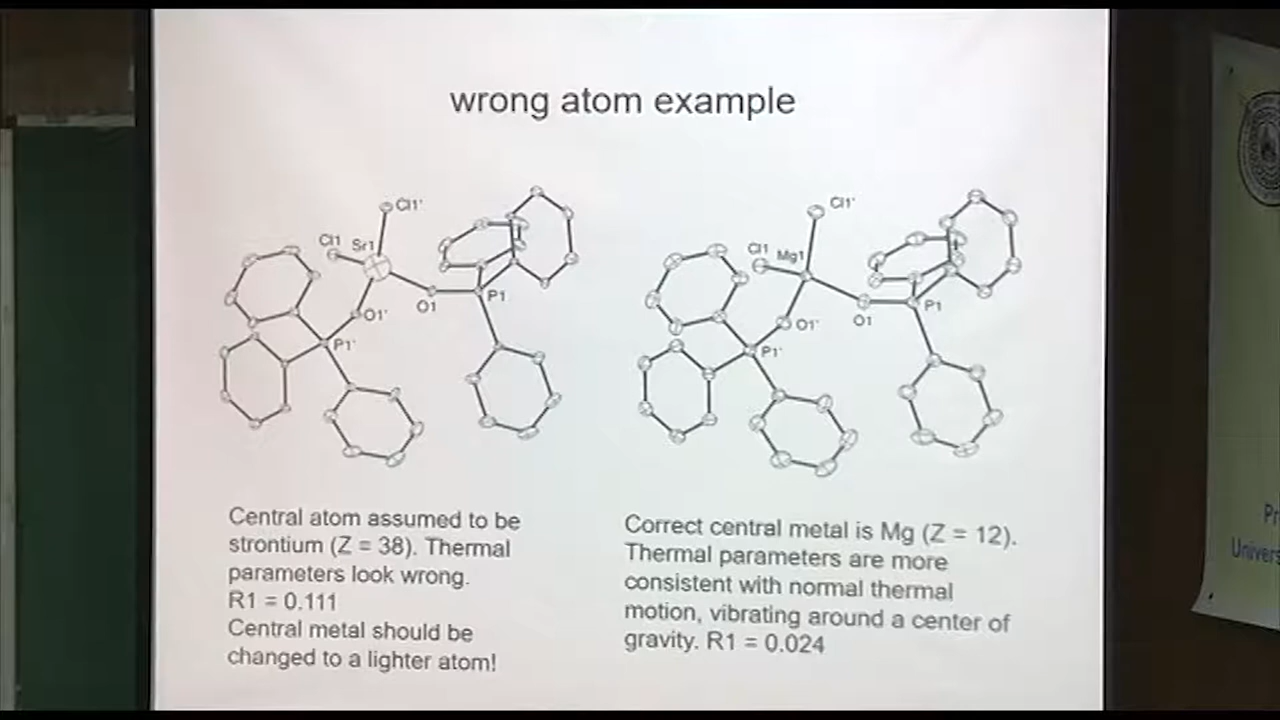 wrong atom example
Cl1'
Cl1
Sr1
O1'
O1
P1
P1'
Cl1'
Cl1
Mg1
O1'
O1
P1
P1'
Central atom assumed to be
strontium (Z = 38). Thermal
parameters look wrong.
R1 = 0.111
Central metal should be
changed to a lighter atom!
Correct central metal is Mg (Z = 12).
Thermal parameters are more
consistent with normal thermal
motion, vibrating around a center of
gravity. R1 = 0.024
Pr
Univers